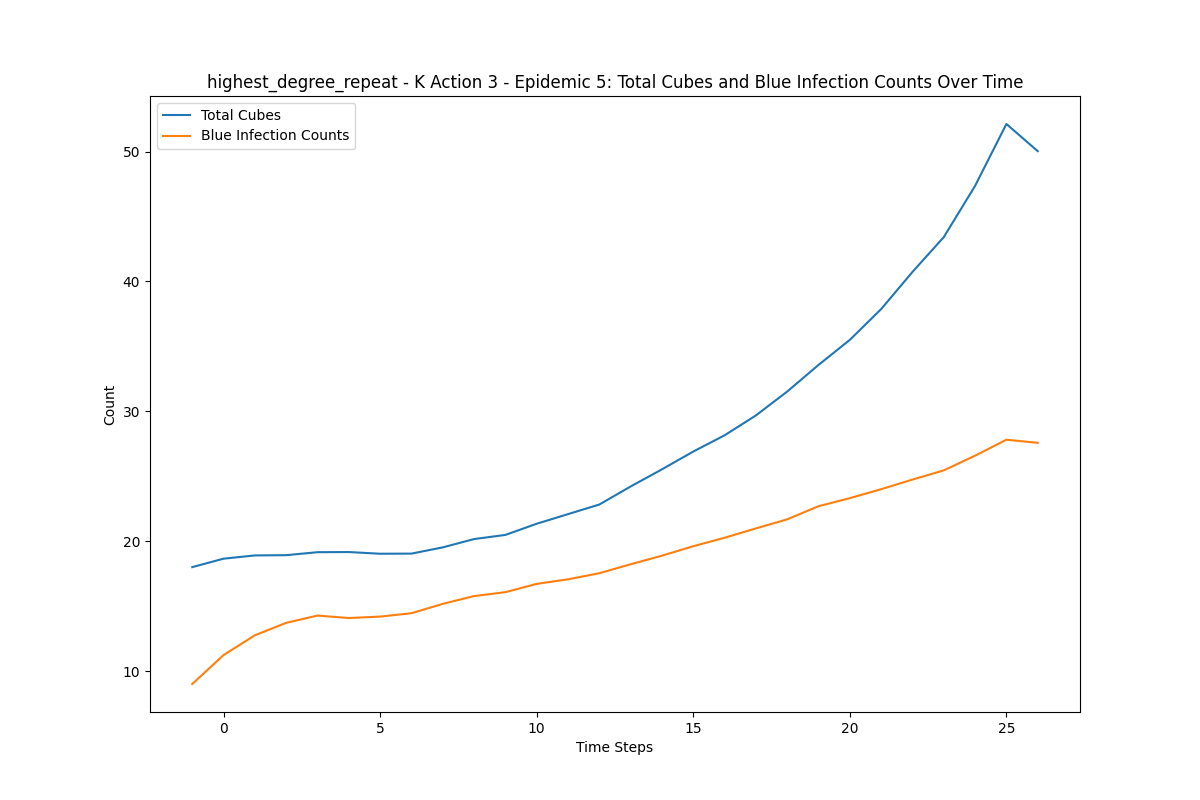 highest_degree_repeat - K Action 3 - Epidemic 5: Total Cubes and Blue Infection Counts Over Time
Total Cubes
Blue Infection Counts
50
40
30
20
10
Count
0 5 10 15 20 25
Time Steps